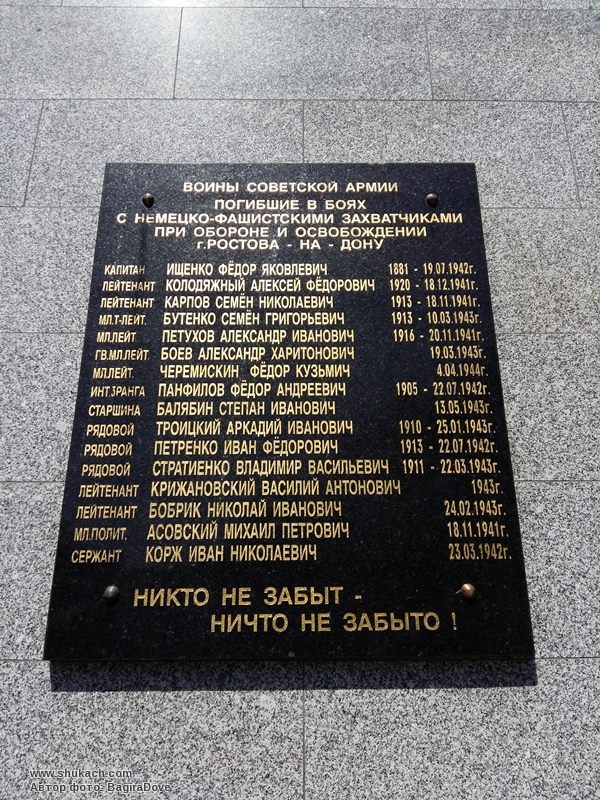 ВОИНЫ СОВЕТСКОЙ АРМИИ
ПОГИБШИЕ В БОЯХ
С НЕМЕЦКО-ФАШИСТСКИМИ ЗАХВАТЧИКАМИ
ПРИ ОБОРОНЕ И ОСВОБОЖДЕНИИ
г.РОСТОВА - НА - ДОНУ
КАПИТАН ИЩЕНКО ФЁДОР ЯКОВЛЕВИЧ 1881 - 19.07.1942г.
ЛЕЙТЕНАНТ КОЛОДЯЖНЫЙ АЛЕКСЕЙ ФЁДОРОВИЧ 1920 - 18.12.1941г.
ЛЕЙТЕНАНТ КАРПОВ СЕМЁН НИКОЛАЕВИЧ 1913 - 18.11.1941г.
МЛ.Т-ЛЕЙТ. БУТЕНКО СЕМЁН ГРИГОРЬЕВИЧ 1913 - 10.03.1943г.
МЛ.ЛЕЙТ. ПЕТУХОВ АЛЕКСАНДР ИВАНОВИЧ 1916 - 20.11.1941г.
ГВ.МЛ.ЛЕЙТ. БОЕВ АЛЕКСАНДР ХАРИТОНОВИЧ 19.03.1943г.
МЛ.ЛЕЙТ. ЧЕРЕМИСКИН ФЁДОР КУЗЬМИЧ 4.04.1944г.
ИНТ.3РАНГА ПАНФИЛОВ ФЁДОР АНДРЕЕВИЧ 1905 - 22.07.1942г.
СТАРШИНА БАЛЯБИН СТЕПАН ИВАНОВИЧ 13.05.1943г.
РЯДОВОЙ ТРОИЦКИЙ АРКАДИЙ ИВАНОВИЧ 1910 - 25.01.1943г.
РЯДОВОЙ ПЕТРЕНКО ИВАН ФЁДОРОВИЧ 1913 - 22.07.1942г.
РЯДОВОЙ СТРАТИЕНКО ВЛАДИМИР ВАСИЛЬЕВИЧ 1911 - 22.03.1943г.
ЛЕЙТЕНАНТ КРИЖАНОВСКИЙ ВАСИЛИЙ АНТОНОВИЧ 1943г.
ЛЕЙТЕНАНТ БОБРИК НИКОЛАЙ ИВАНОВИЧ 24.02.1943г.
МЛ.ПОЛИТ. АСОВСКИЙ МИХАИЛ ПЕТРОВИЧ 18.11.1941г.
СЕРЖАНТ КОРЖ ИВАН НИКОЛАЕВИЧ 23.03.1942г.
НИКТО НЕ ЗАБЫТ -
НИЧТО НЕ ЗАБЫТО !
www.shukach.com
Автор фото: BagiraDove